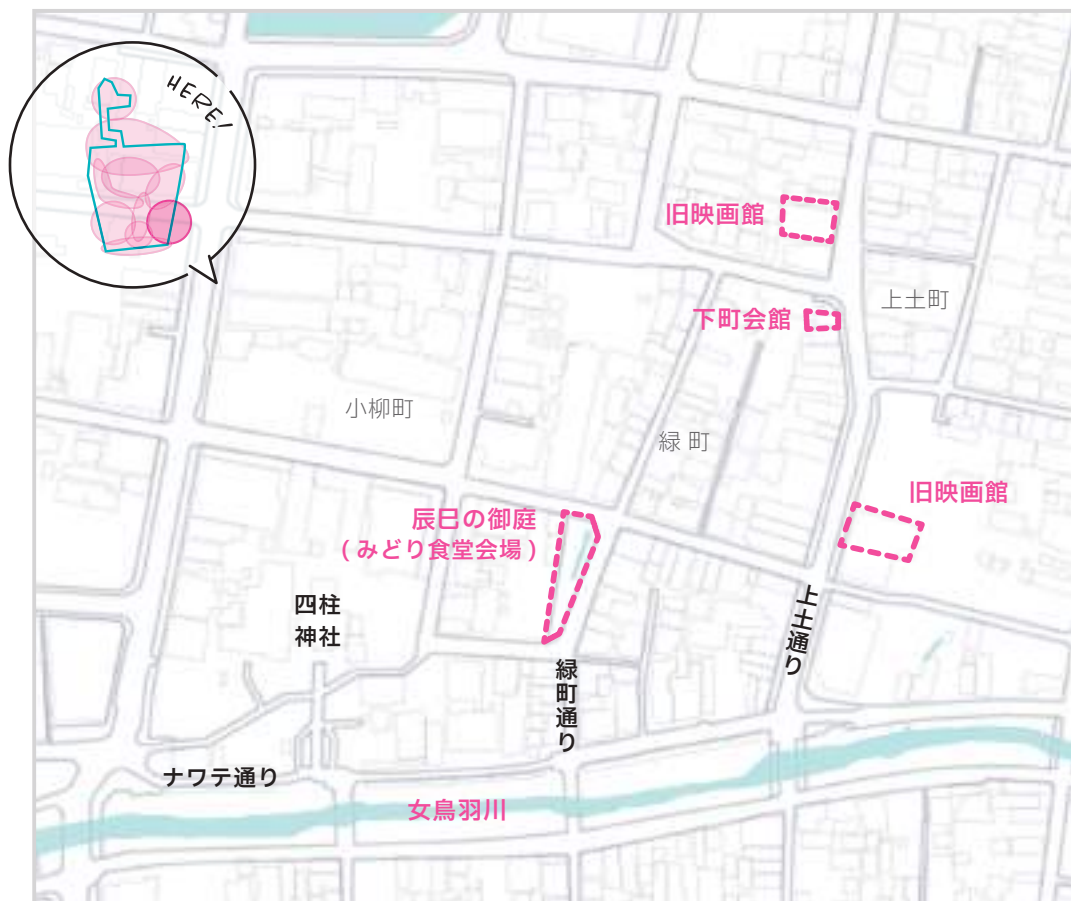 HERE!
旧映画館
上土町
下町会館
小柳町
緑 町
旧映画館
辰巳の御庭
(みどり食堂会場)
四柱
神社
上土通り
緑町通り
ナワテ通り
女鳥羽川